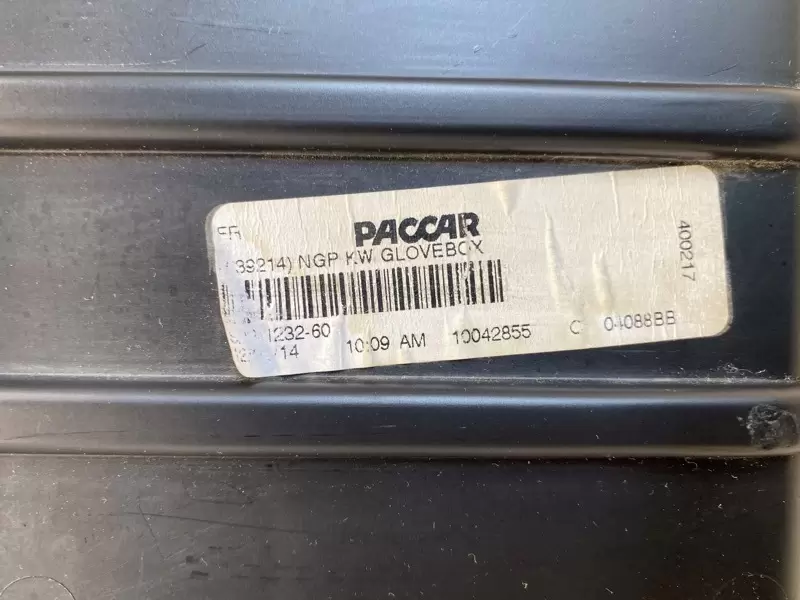 PACCAR
39214) NGP KW GLOVEBOX
1232-60 10:09 AM 10042855 C 04088BB
/14
400217